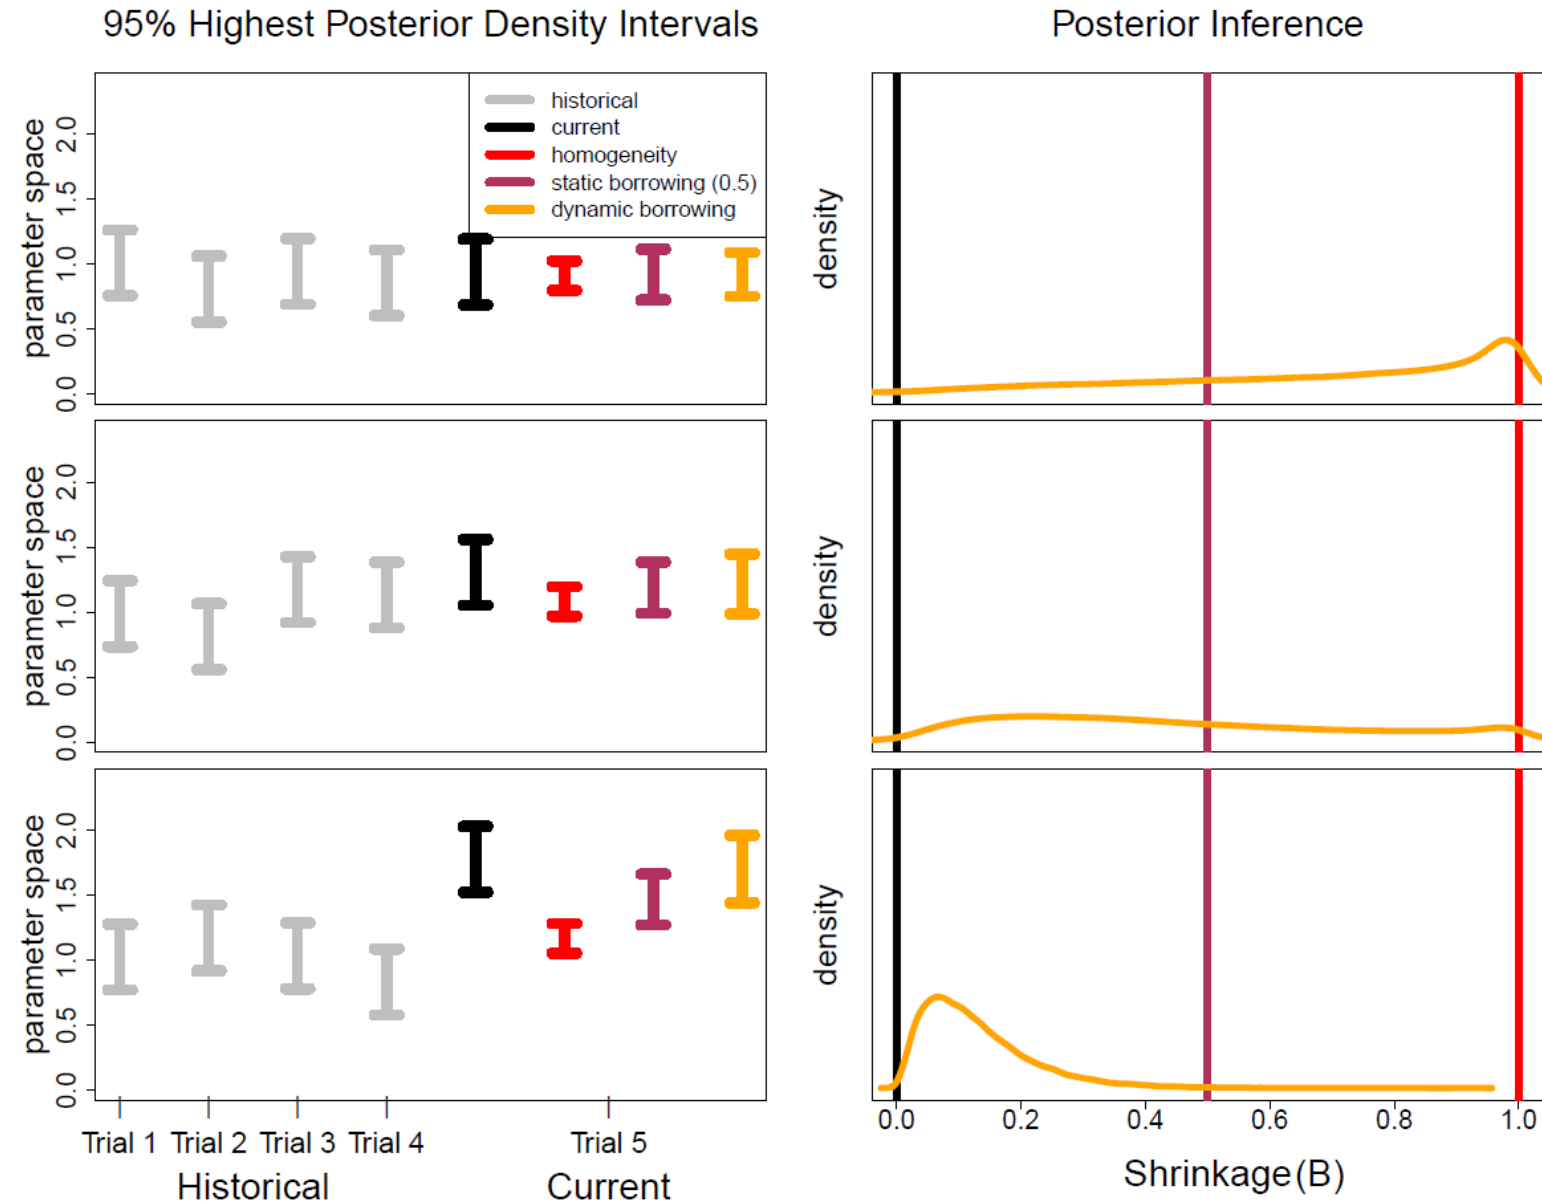 95% Highest Posterior Density Intervals
Posterior Inference
historical
current
homogeneity
static borrowing (0.5)
dynamic borrowing
parameter space
0.0 0.5 1.0 1.5 2.0
density
parameter space
0.0 0.5 1.0 1.5 2.0
density
parameter space
0.0 0.5 1.0 1.5 2.0
density
Trial 1 Trial 2 Trial 3 Trial 4 Trial 5
Historical Current
0.0 0.2 0.4 0.6 0.8 1.0
Shrinkage (B)